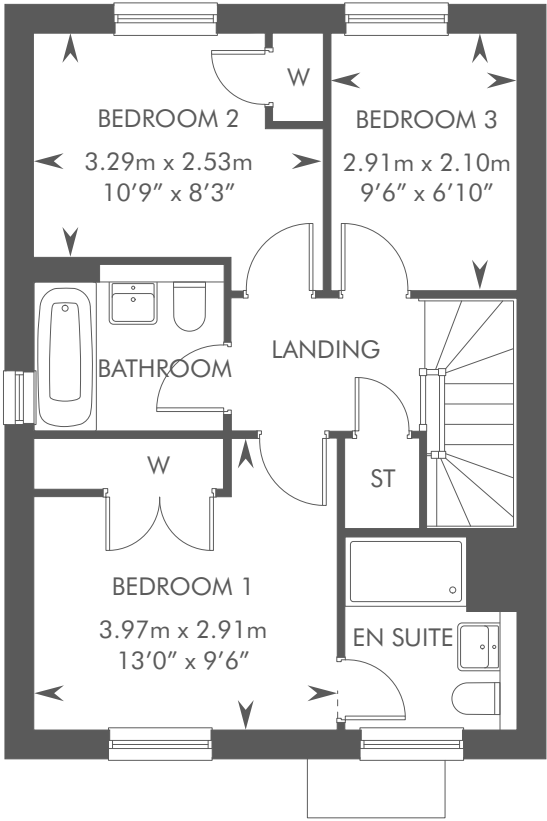 W
BEDROOM 2
3.29m x 2.53m
10’9” x 8’3”
BEDROOM 3
2.91m x 2.10m
9’6” x 6’10”
LANDING
BATHROOM
W
ST
BEDROOM 1
3.97m x 2.91m
13’0” x 9’6”
EN SUITE